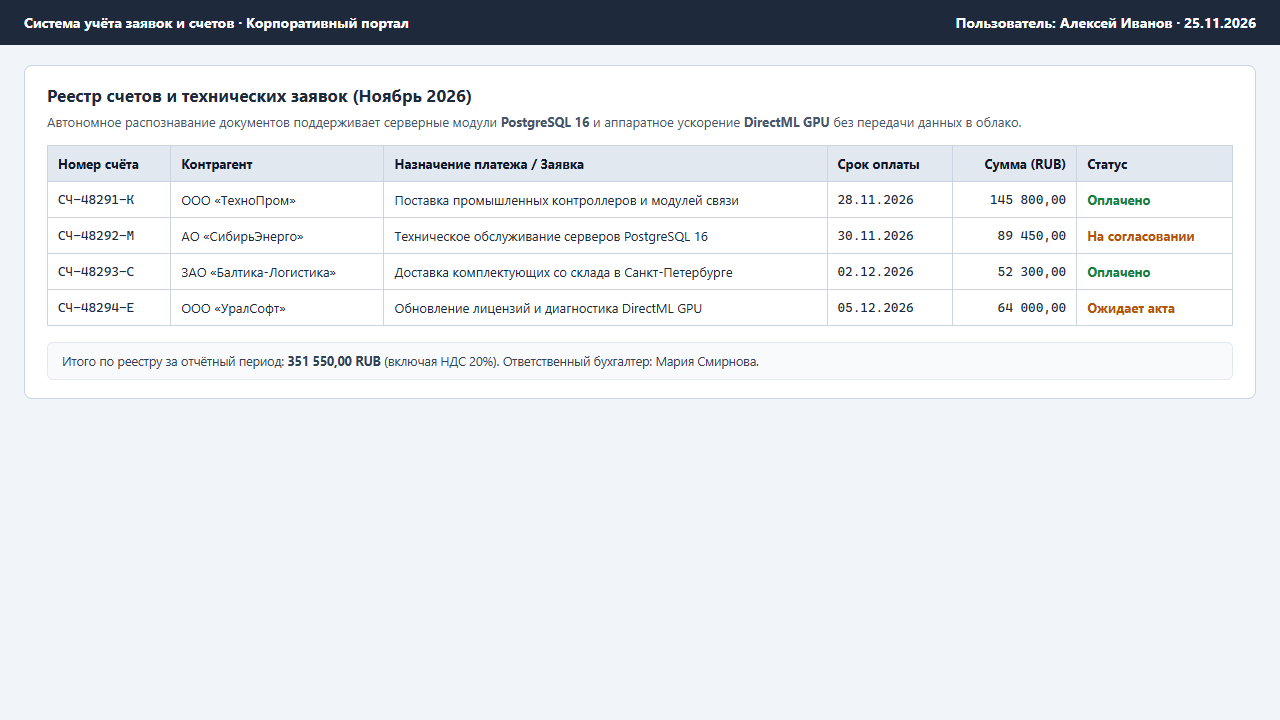 Система учёта заявок и счетов · Корпоративный портал
Пользователь: Алексей Иванов · 25.11.2026
Реестр счетов и технических заявок (Ноябрь 2026)
Автономное распознавание документов поддерживает серверные модули PostgreSQL 16 и аппаратное ускорение DirectML GPU без передачи данных в облако.
Номер счёта Контрагент Назначение платежа / Заявка Срок оплаты Сумма (RUB) Статус
СЧ-48291-К ООО «ТехноПром» Поставка промышленных контроллеров и модулей связи 28.11.2026 145 800,00 Оплачено
СЧ-48292-М АО «СибирьЭнерго» Техническое обслуживание серверов PostgreSQL 16 30.11.2026 89 450,00 На согласовании
СЧ-48293-С ЗАО «Балтика-Логистика» Доставка комплектующих со склада в Санкт-Петербурге 02.12.2026 52 300,00 Оплачено
СЧ-48294-Е ООО «УралСофт» Обновление лицензий и диагностика DirectML GPU 05.12.2026 64 000,00 Ожидает акта
Итого по реестру за отчётный период: 351 550,00 RUB (включая НДС 20%). Ответственный бухгалтер: Мария Смирнова.